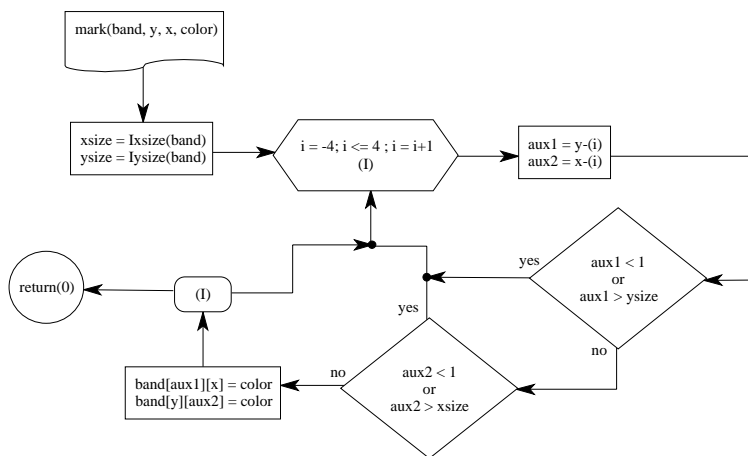 mark(band, y, x, color)
xsize = Ixsize(band)
ysize = Iysize(band)
i = -4; i <= 4 ; i = i+1
(I)
aux1 = y-(i)
aux2 = x-(i)
yes
aux1 < 1
or
aux1 > ysize
no
yes
aux2 < 1
or
aux2 > xsize
no
band[aux1][x] = color
band[y][aux2] = color
(I)
return(0)